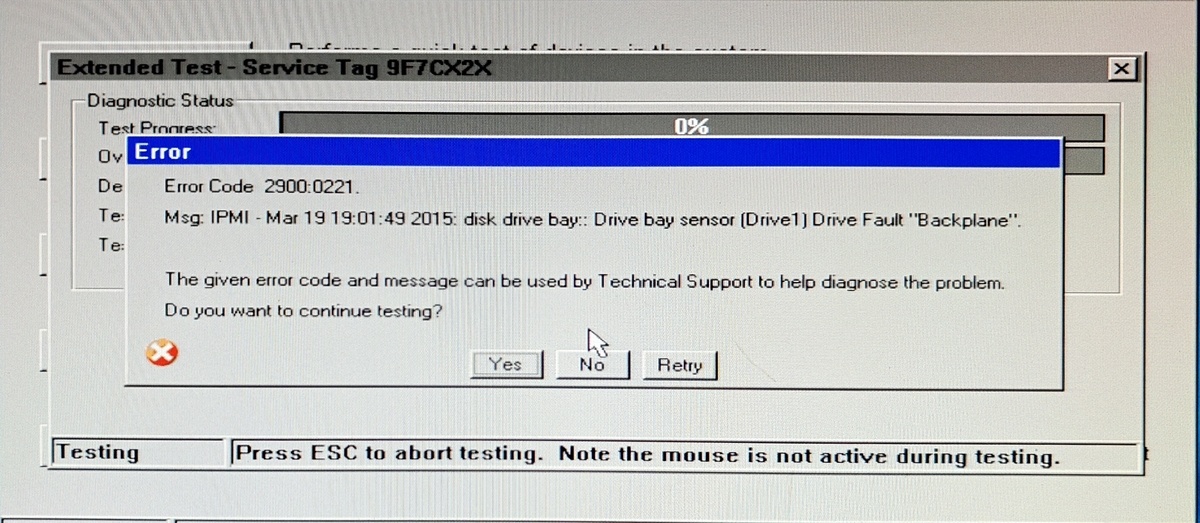 Extended Test - Service Tag 9F7CX2X
Diagnostic Status
Test Progress:
0%
Ov
Error
De
Error Code 2900:0221.
Te
Msg: IPMI - Mar 19 19:01:49 2015: disk drive bay:: Drive bay sensor (Drive1) Drive Fault "Backplane".
Te
The given error code and message can be used by Technical Support to help diagnose the problem.
Do you want to continue testing?
Yes
No
Retry
Testing
Press ESC to abort testing. Note the mouse is not active during testing.